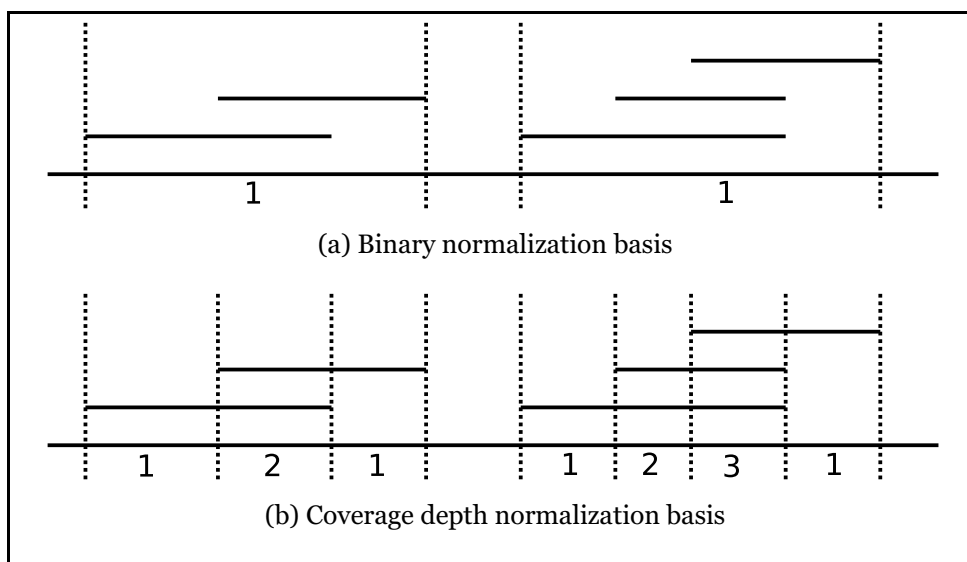 1 1
(a) Binary normalization basis
1 2 1 1 2 3 1
(b) Coverage depth normalization basis